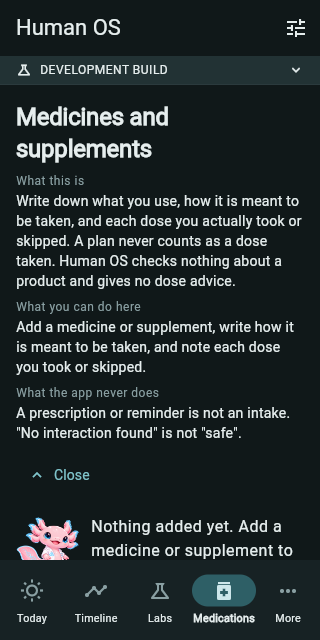 Human OS
DEVELOPMENT BUILD
Medicines and
supplements
What this is
Write down what you use, how it is meant to
be taken, and each dose you actually took or
skipped. A plan never counts as a dose
taken. Human OS checks nothing about a
product and gives no dose advice.
What you can do here
Add a medicine or supplement, write how it
is meant to be taken, and note each dose
you took or skipped.
What the app never does
A prescription or reminder is not an intake.
"No interaction found" is not "safe".
Close
Nothing added yet. Add a
medicine or supplement to
Today
Timeline
Labs
Medications
More